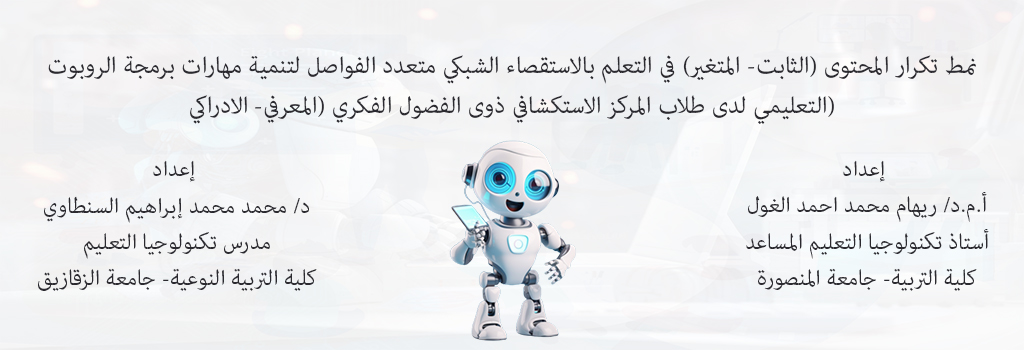 نمط تكرار المحتوى (الثابت- المتغير) في التعلم بالاستقصاء الشبكي متعدد الفواصل لتنمية مهارات برمجة الروبوت
التعليمي لدى طلاب المركز الاستكشافي ذوى الفضول الفكري (المعرفي- الادراكي)
إعداد
أ.م.د/ ريهام محمد احمد الغول
أستاذ تكنولوجيا التعليم المساعد
كلية التربية- جامعة المنصورة
إعداد
د/ محمد محمد إبراهيم السنطاوي
مدرس تكنولوجيا التعليم
كلية التربية النوعية- جامعة الزقازيق